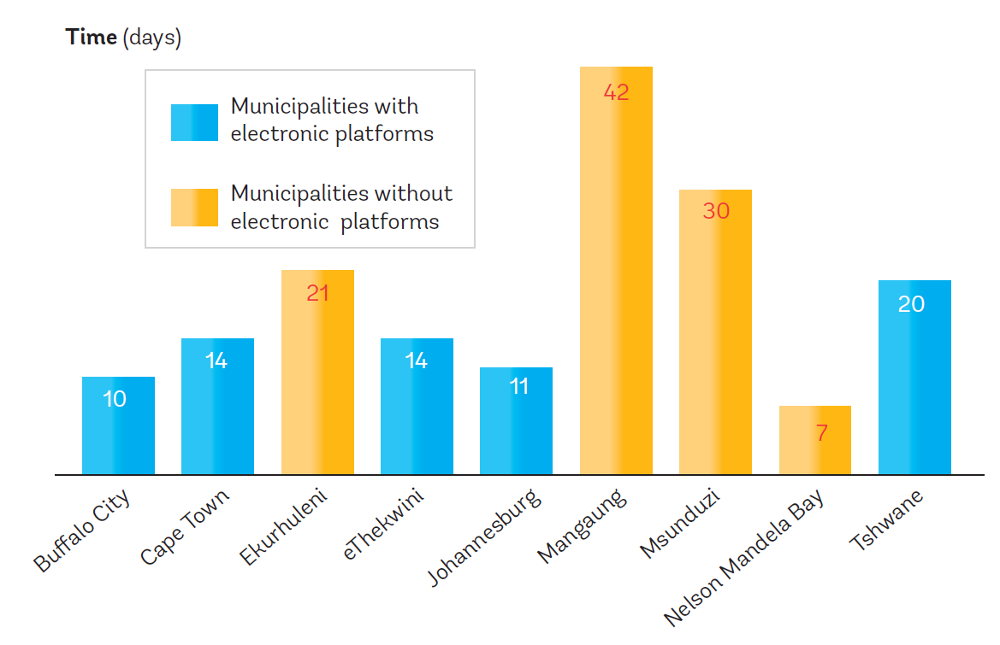 Time (days)
Municipalities with
electronic platforms
Municipalities without
electronic platforms
42
30
21
20
14
14
11
10
7
Buffalo City
Cape Town
Ekurhuleni
eThekwini
Johannesburg
Mangaung
Msunduzi
Nelson Mandela Bay
Tshwane